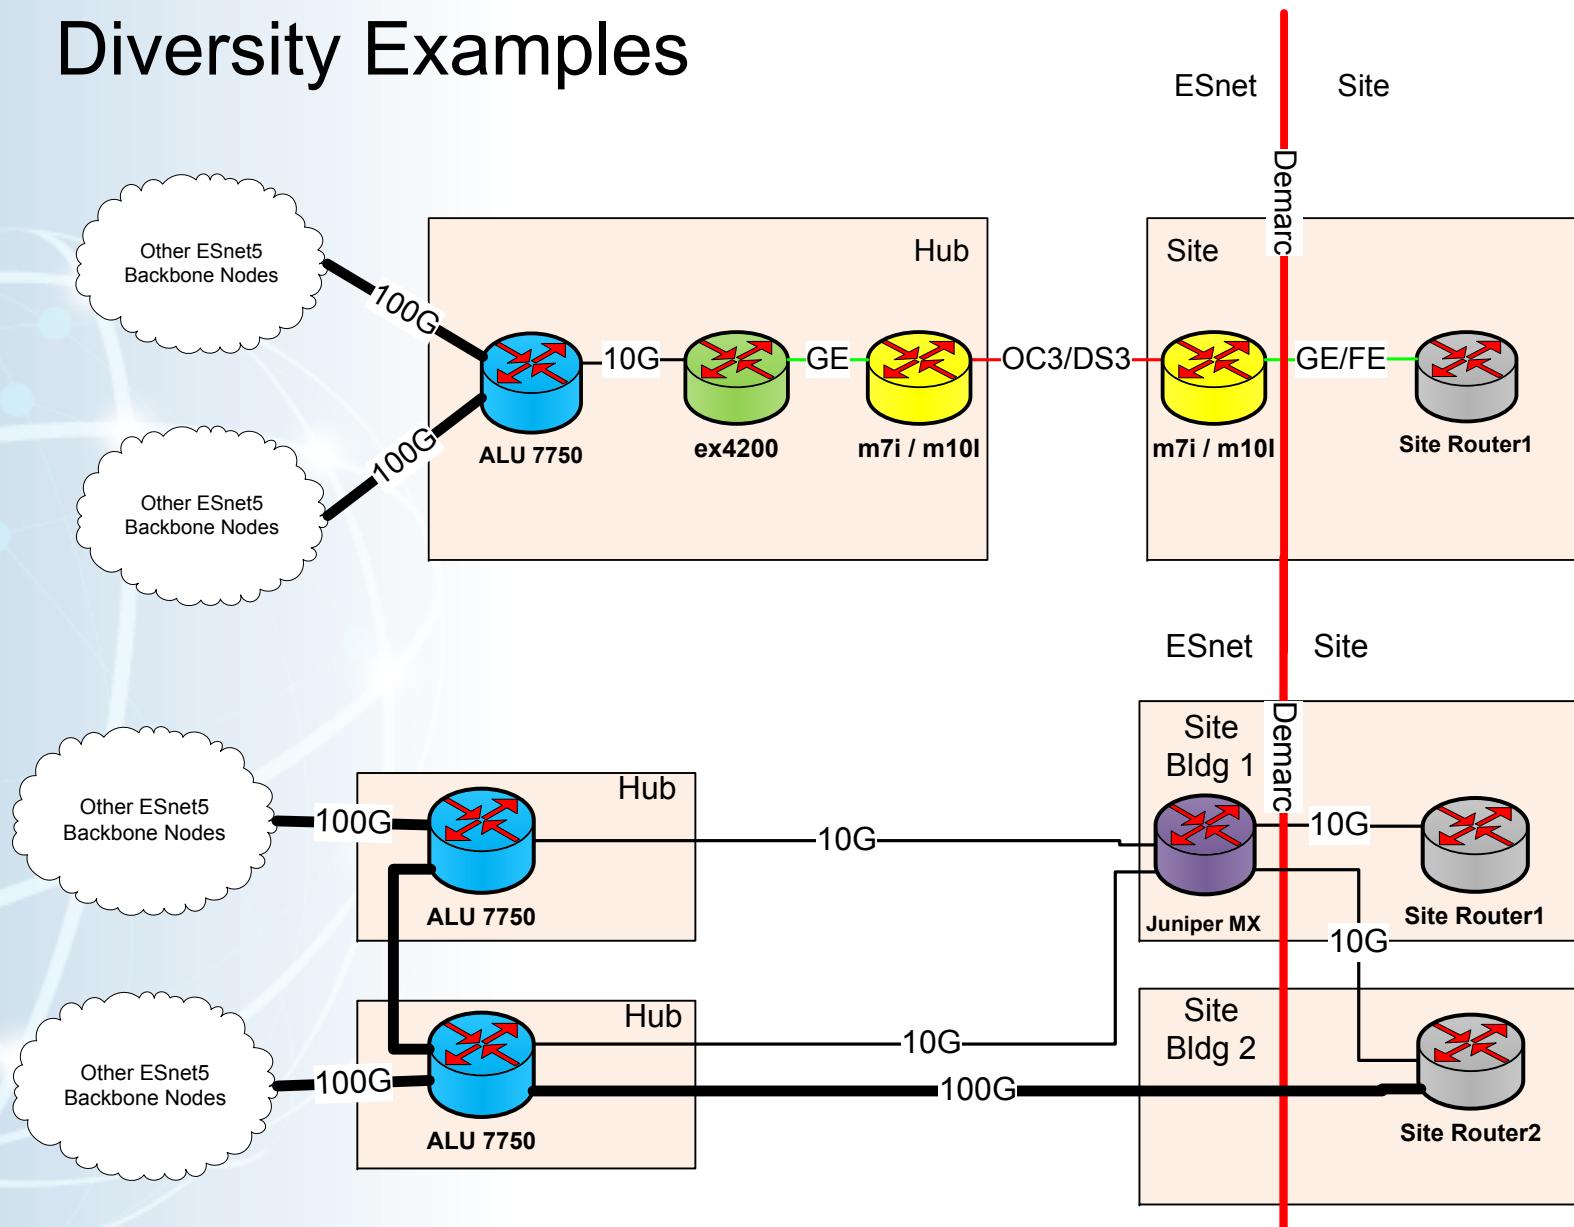 Diversity Examples
ESnet
Site
Demarc
Other ESnet5
Backbone Nodes
100G
Hub
Site
ALU 7750
10G
ex4200
GE
m7i / m10I
OC3/DS3
m7i / m10I
GE/FE
Site Router1
100G
Other ESnet5
Backbone Nodes
ESnet
Site
Demarc
Site
Bldg 1
Other ESnet5
Backbone Nodes
100G
Hub
ALU 7750
10G
Juniper MX
10G
Site Router1
10G
Other ESnet5
Backbone Nodes
100G
Hub
ALU 7750
10G
100G
Site
Bldg 2
Site Router2